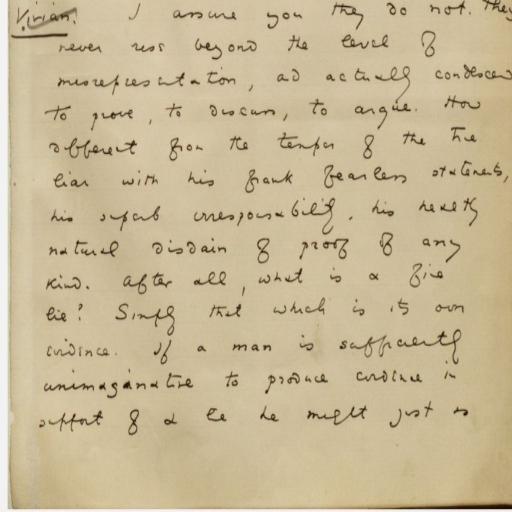 Vivian. I assure you they do not. They
never rise beyond the level of
misrepresentation, and actually condescend
to prove, to discuss, to argue. How
different from the temper of the true
liar with his frank fearless statements,
his superb irresponsibility, his healthy
natural disdain of proof of any
kind. After all, what is a fine
lie? Simply that which is its own
evidence. If a man is sufficiently
unimaginative to produce evidence in
support of a lie he might just as